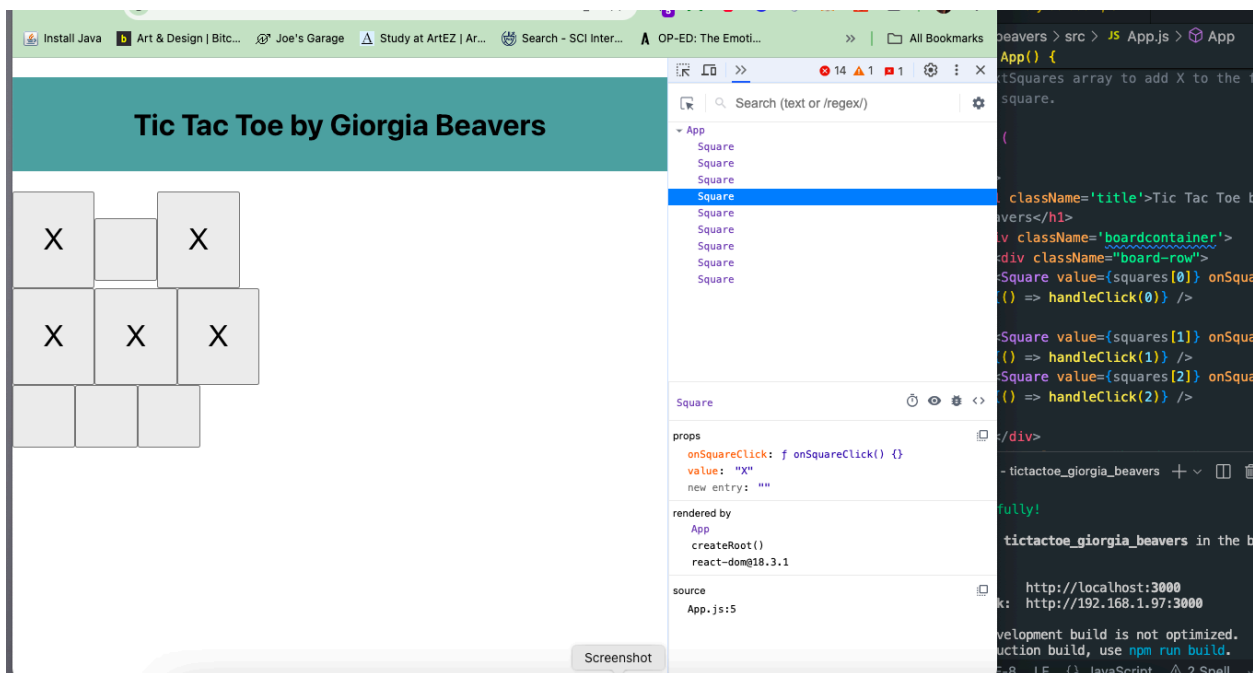 Install Java
Art & Design | Bitc...
Joe's Garage
Study at ArtEZ | Ar...
Search - SCI Inter...
OP-ED: The Emoti...
»
All Bookmarks
Tic Tac Toe by Giorgia Beavers
X
X
X
X
X
» 14 1 1
Search (text or /regex/)
App
Square
Square
Square
Square
Square
Square
Square
Square
Square
Square
props
onSquareClick: ƒ onSquareClick() {}
value: "X"
new entry: ""
rendered by
App
createRoot()
react-dom@18.3.1
source
App.js:5
Screenshot
beavers > src > JS App.js > App
App() {
tSquares array to add X to the f
square.
(
>
className='title'>Tic Tac Toe b
avers</h1>
v className='boardcontainer'>
<div className="board-row">
<Square value={squares[0]} onSqua
{() => handleClick(0)} />
<Square value={squares[1]} onSqua
{() => handleClick(1)} />
<Square value={squares[2]} onSqua
{() => handleClick(2)} />
</div>
- tictactoe_giorgia_beavers
fully!
tictactoe_giorgia_beavers in the b
http://localhost:3000
k: http://192.168.1.97:3000
velopment build is not optimized.
uction build, use npm run build.
LF {} JavaScript 2 Spell